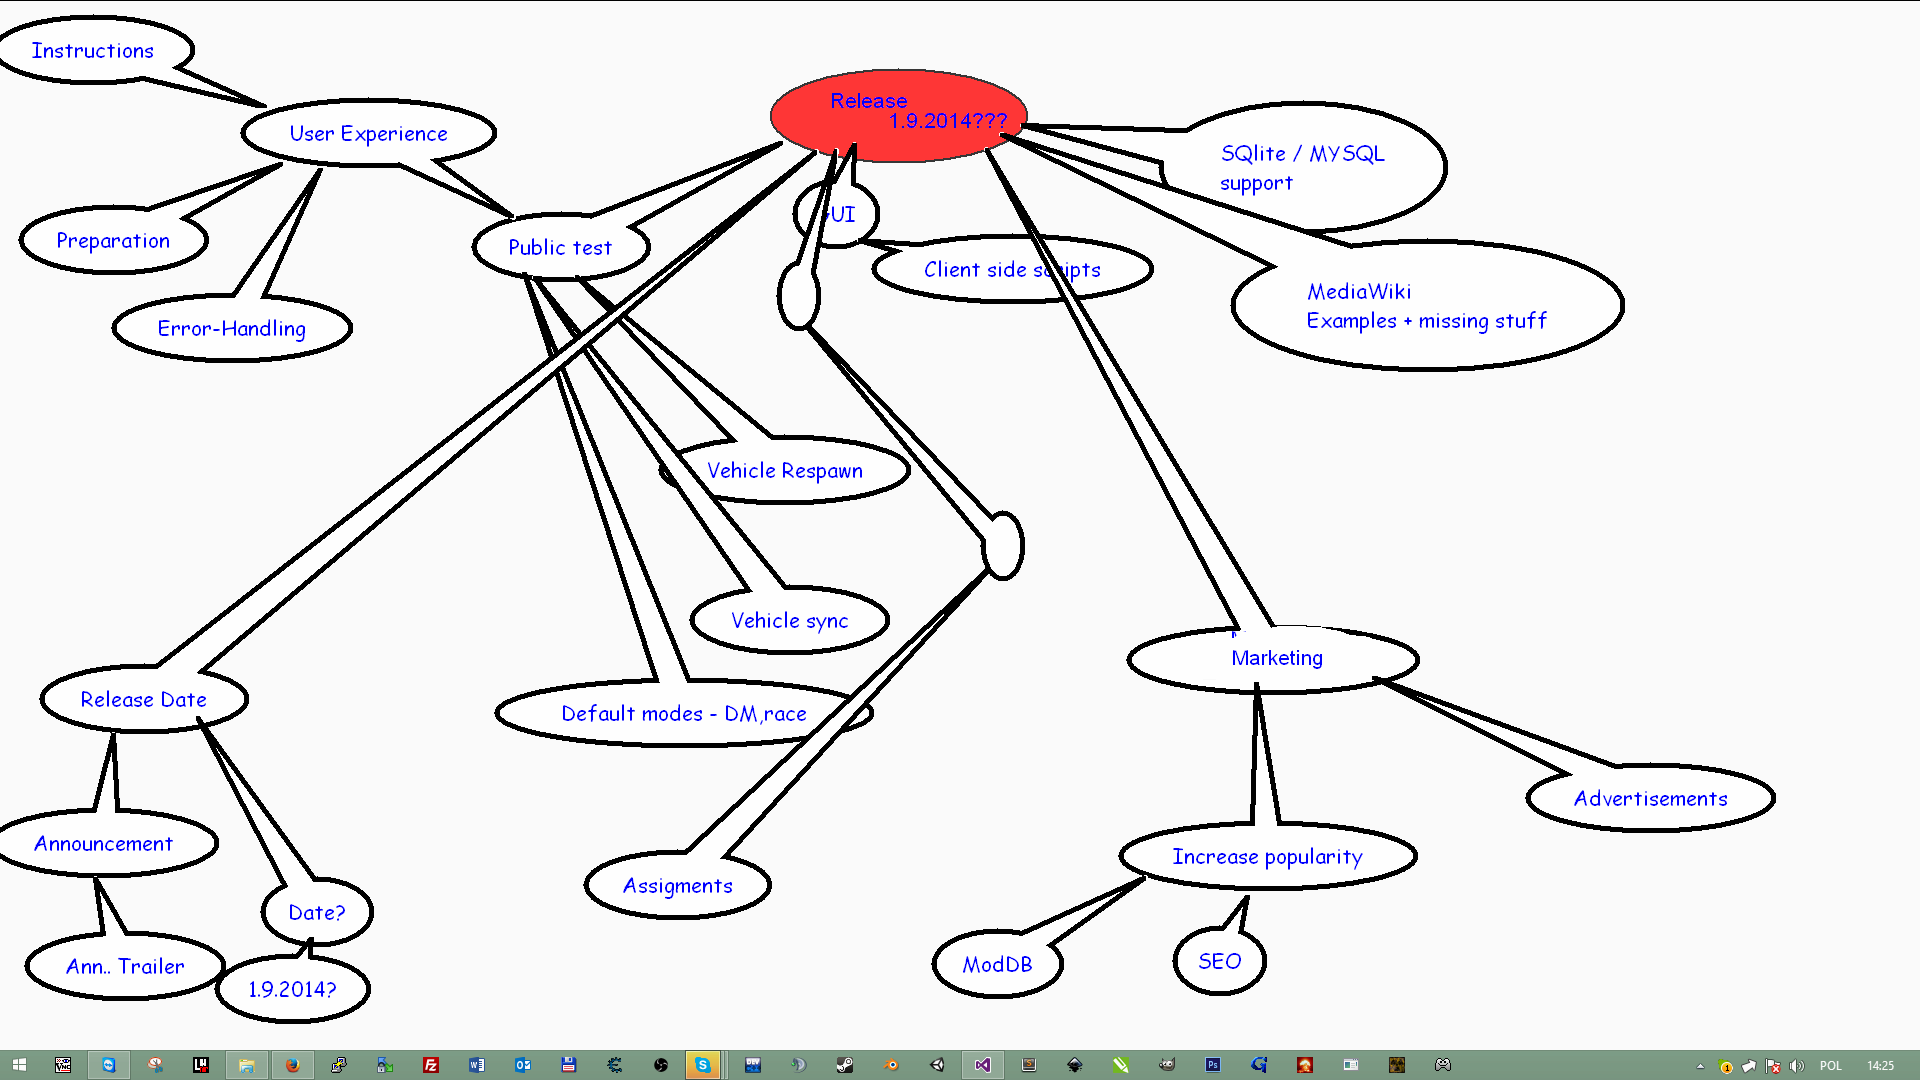 Instructions
User Experience
Release
1.9.2014???
SQlite / MYSQL
support
Preparation
Public test
UI
Client side scripts
MediaWiki
Examples + missing stuff
Error-Handling
Vehicle Respawn
Vehicle sync
Marketing
Release Date
Default modes - DM,race
Advertisements
Announcement
Increase popularity
Assigments
Date?
Ann.. Trailer
ModDB
SEO
1.9.2014?
POL
14:25